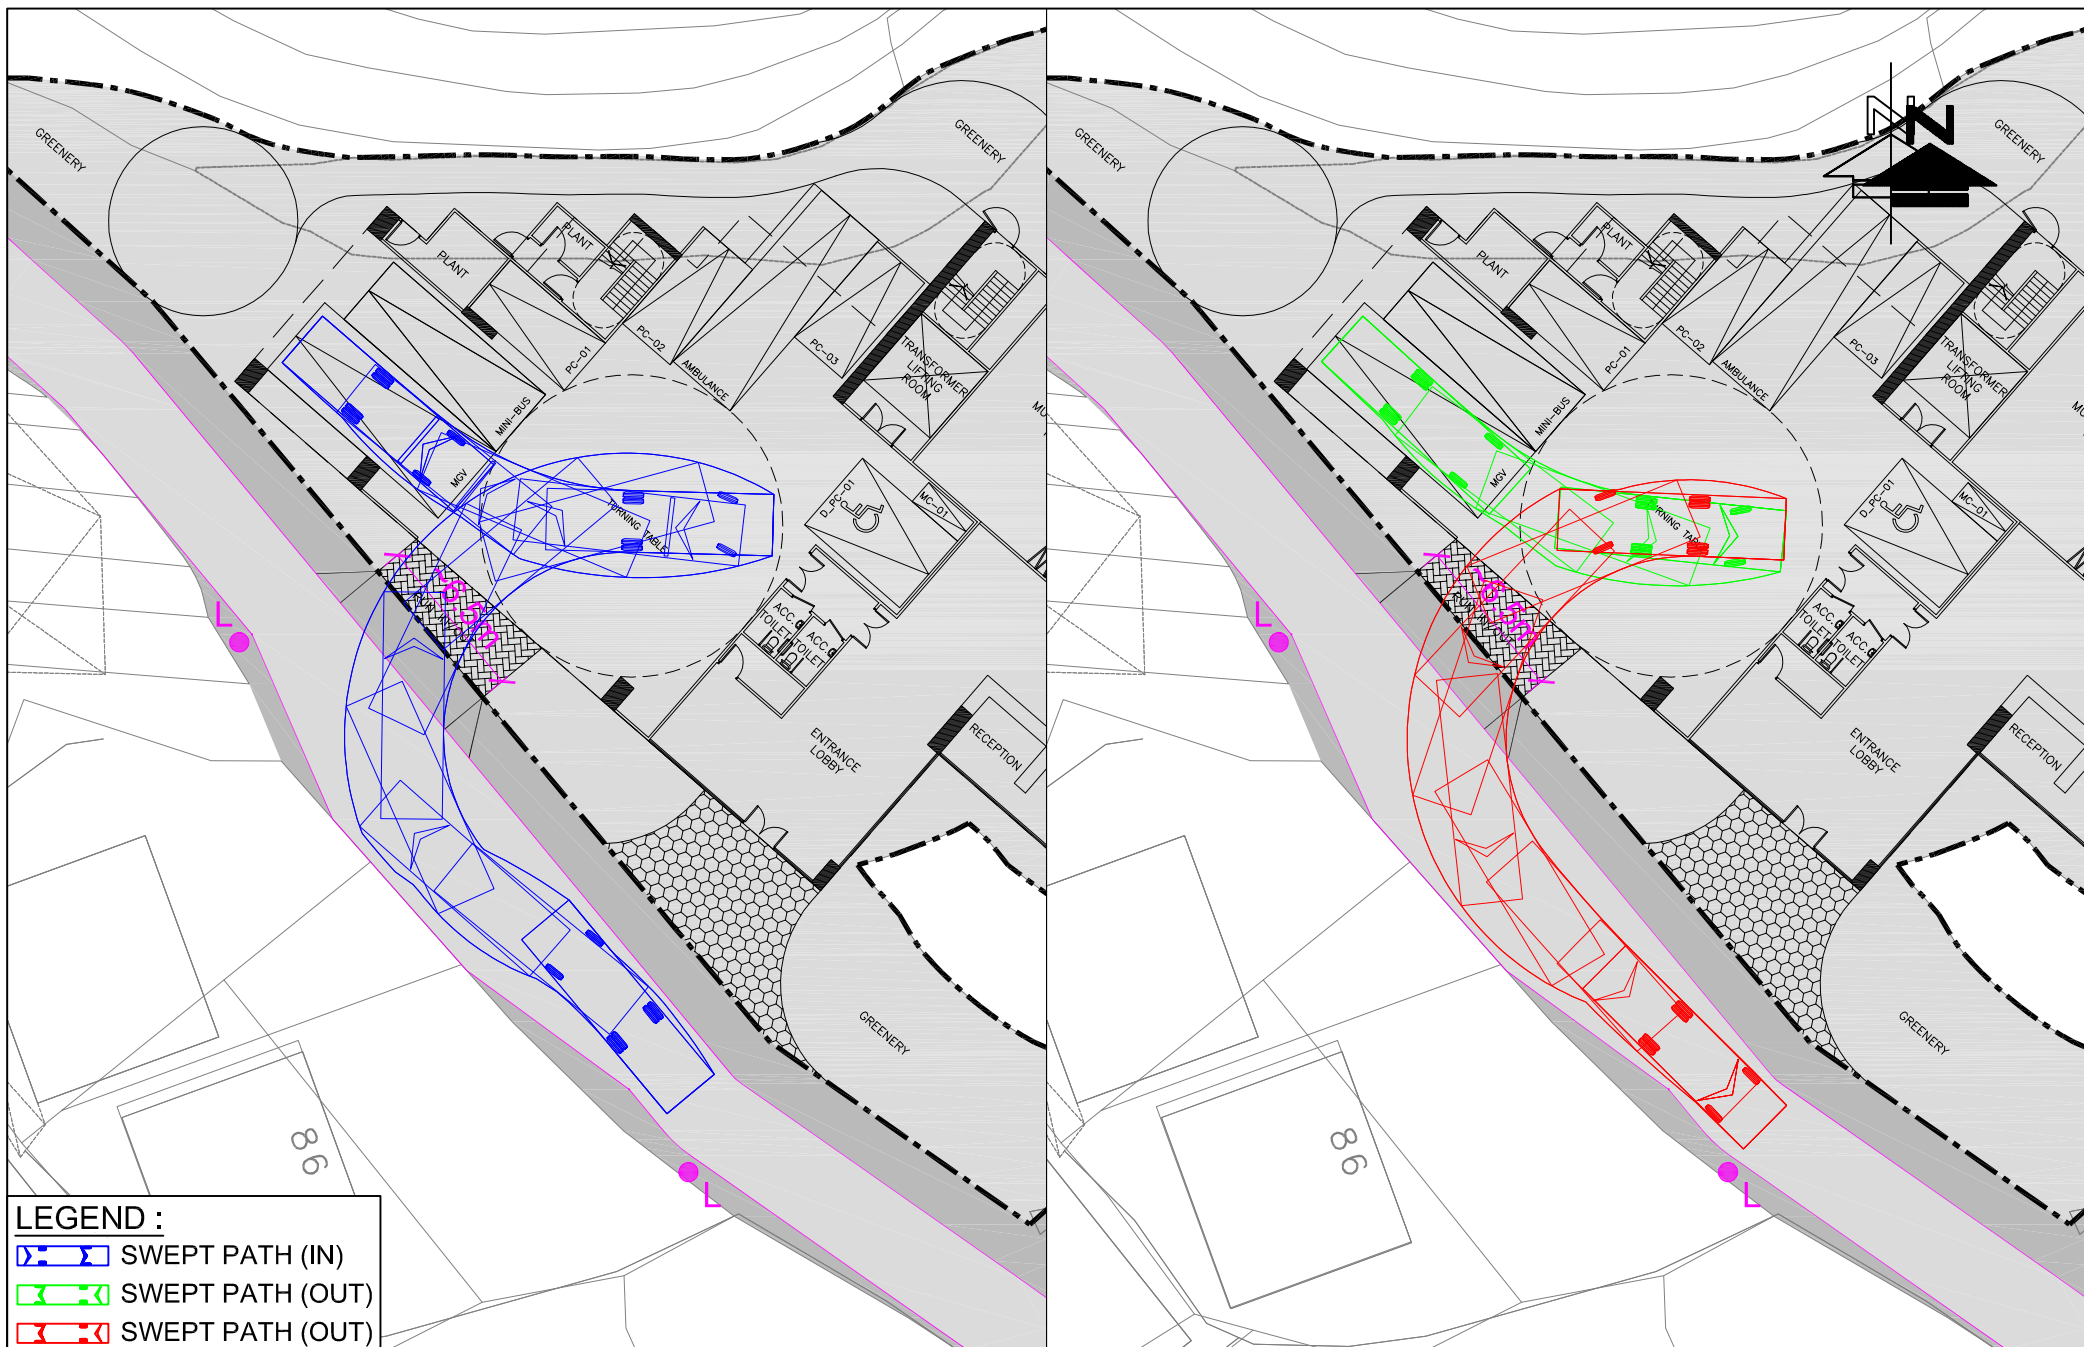 GREENERY
GREENERY
PLANT
PLANT
PC-01
PC-02
AMBULANCE
PC-03
TRANSFORMER
LIFTING
ROOM
MINI-BUS
MGV
TURNING TABLE
D_PC-01
MC-01
ACC.
TOILET
ACC.
TOILET
ENTRANCE
LOBBY
RECEPTION
GREENERY
L
L
86
N
GREENERY
GREENERY
PLANT
PLANT
PC-01
PC-02
AMBULANCE
PC-03
TRANSFORMER
LIFTING
ROOM
MINI-BUS
MGV
D_PC-01
MC-01
ACC.
TOILET
ACC.
TOILET
ENTRANCE
LOBBY
RECEPTION
GREENERY
L
L
86
LEGEND :
SWEPT PATH (IN)
SWEPT PATH (OUT)
SWEPT PATH (OUT)